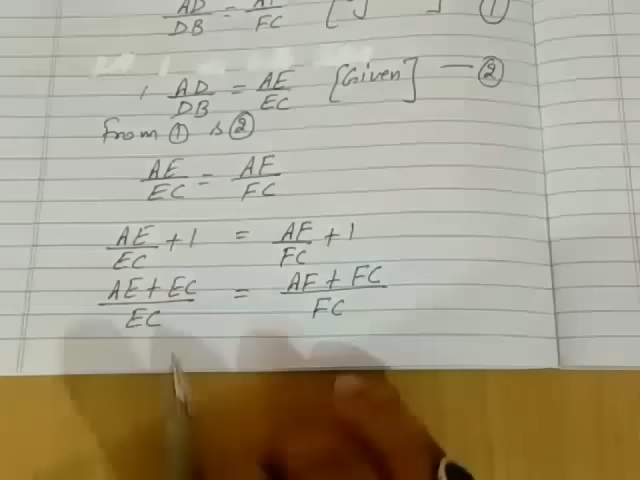 AD/DB = AF/FC [ ] ①
, AD/DB = AE/EC [Given] — ②
From ① & ②
AE/EC = AF/FC
AE/EC + 1 = AF/FC + 1
AE + EC/EC = AF + FC/FC